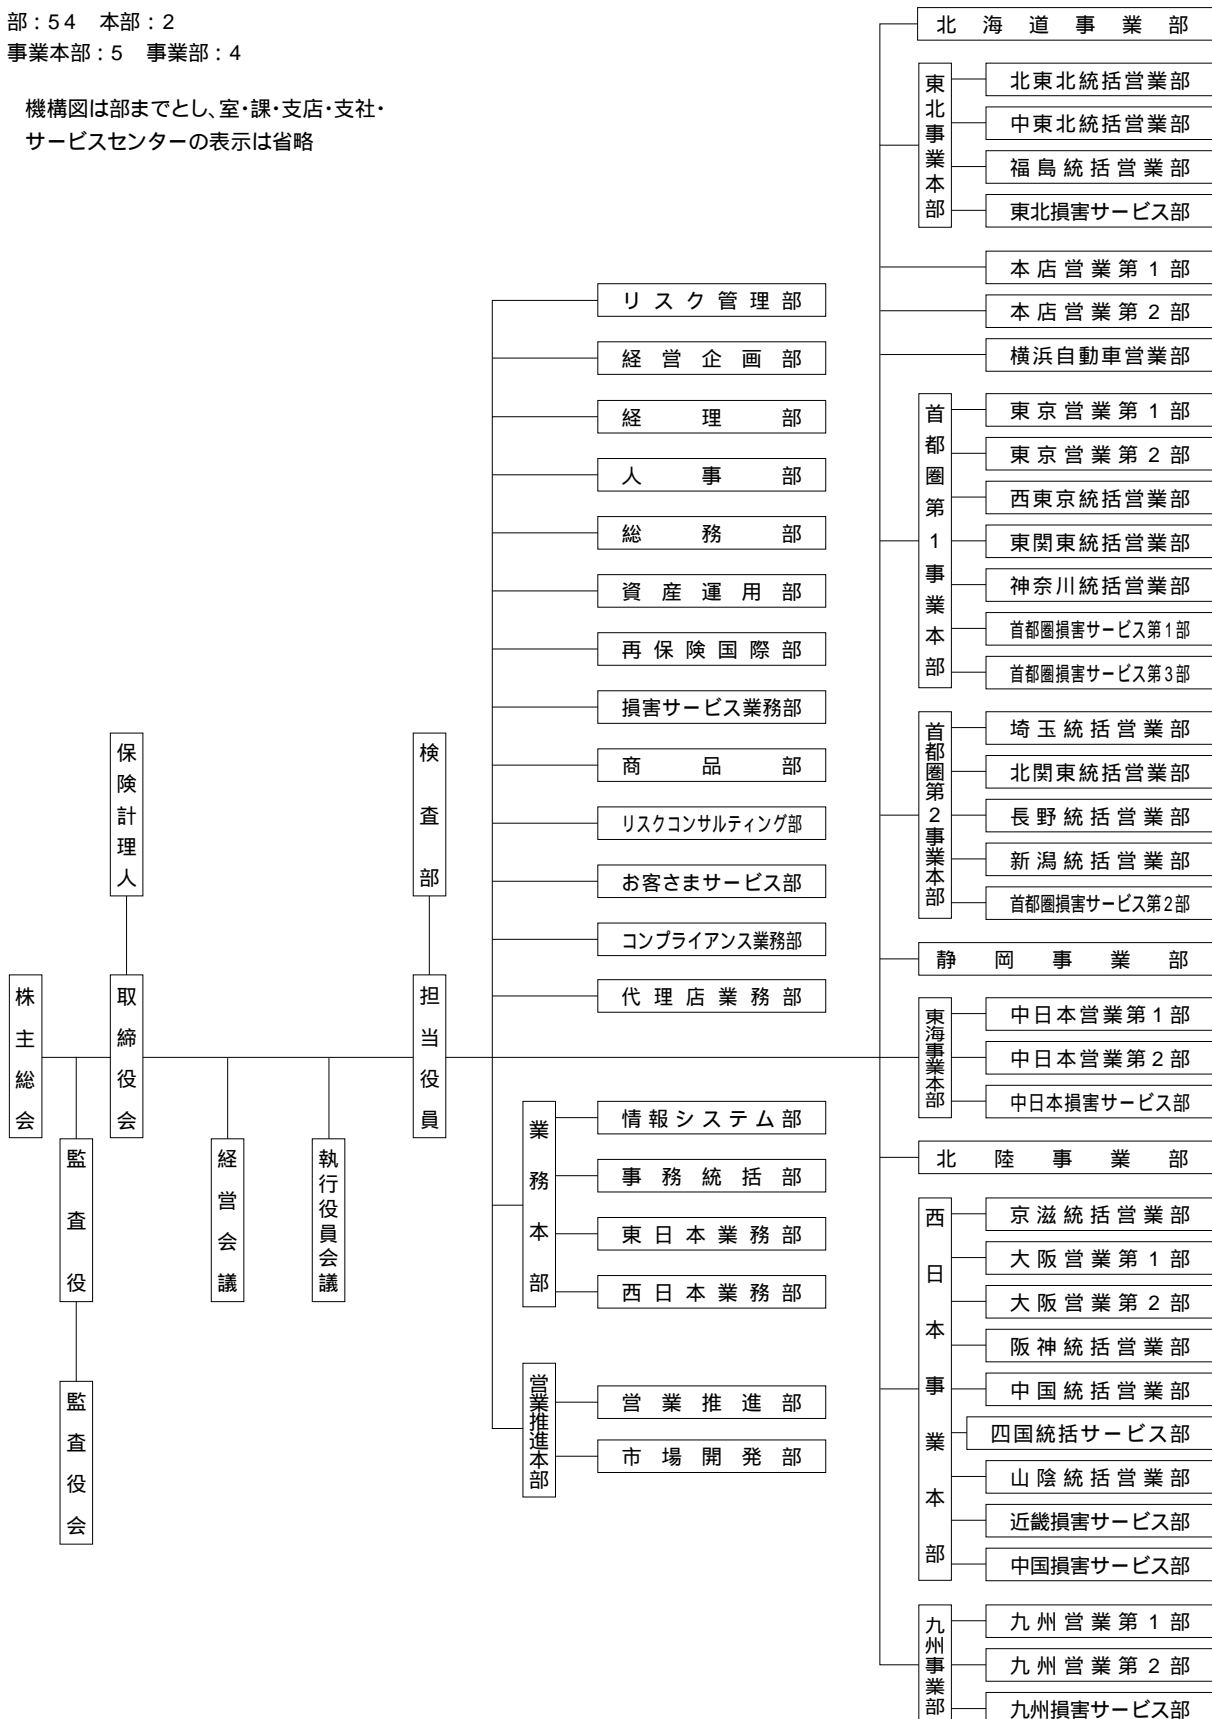 部：54　本部：2
事業本部：5　事業部：4
機構図は部までとし、室・課・支店・支社・
サービスセンターの表示は省略
株主総会
監査役
監査役会
保険計理人
取締役会
経営会議
執行役員会議
検査部
担当役員
リスク管理部
経営企画部
経理部
人事部
総務部
資産運用部
再保険国際部
損害サービス業務部
商品部
リスクコンサルティング部
お客さまサービス部
コンプライアンス業務部
代理店業務部
業務本部
情報システム部
事務統括部
東日本業務部
西日本業務部
営業推進本部
営業推進部
市場開発部
北海道事業部
東北事業本部
北東北統括営業部
中東北統括営業部
福島統括営業部
東北損害サービス部
本店営業第1部
本店営業第2部
横浜自動車営業部
首都圏第1事業本部
東京営業第1部
東京営業第2部
西東京統括営業部
東関東統括営業部
神奈川統括営業部
首都圏損害サービス第1部
首都圏損害サービス第3部
首都圏第2事業本部
埼玉統括営業部
北関東統括営業部
長野統括営業部
新潟統括営業部
首都圏損害サービス第2部
静岡事業部
東海事業本部
中日本営業第1部
中日本営業第2部
中日本損害サービス部
北陸事業部
西日本事業本部
京滋統括営業部
大阪営業第1部
大阪営業第2部
阪神統括営業部
中国統括営業部
四国統括サービス部
山陰統括営業部
近畿損害サービス部
中国損害サービス部
九州事業部
九州営業第1部
九州営業第2部
九州損害サービス部